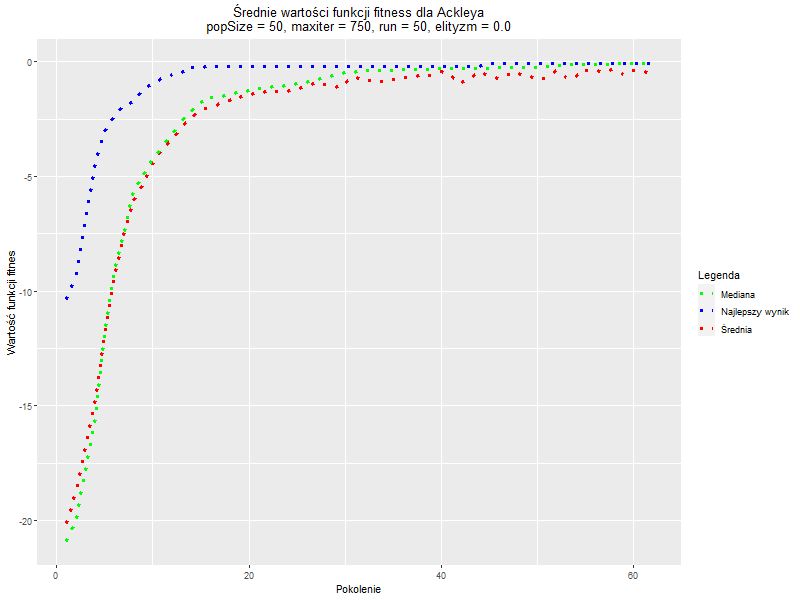 Średnie wartości funkcji fitness dla Ackleya
popSize = 50, maxiter = 750, run = 50, elityzm = 0.0
Wartość funkcji fitnes
0
-5
-10
-15
-20
0
20
40
60
Pokolenie
Legenda
Mediana
Najlepszy wynik
Średnia